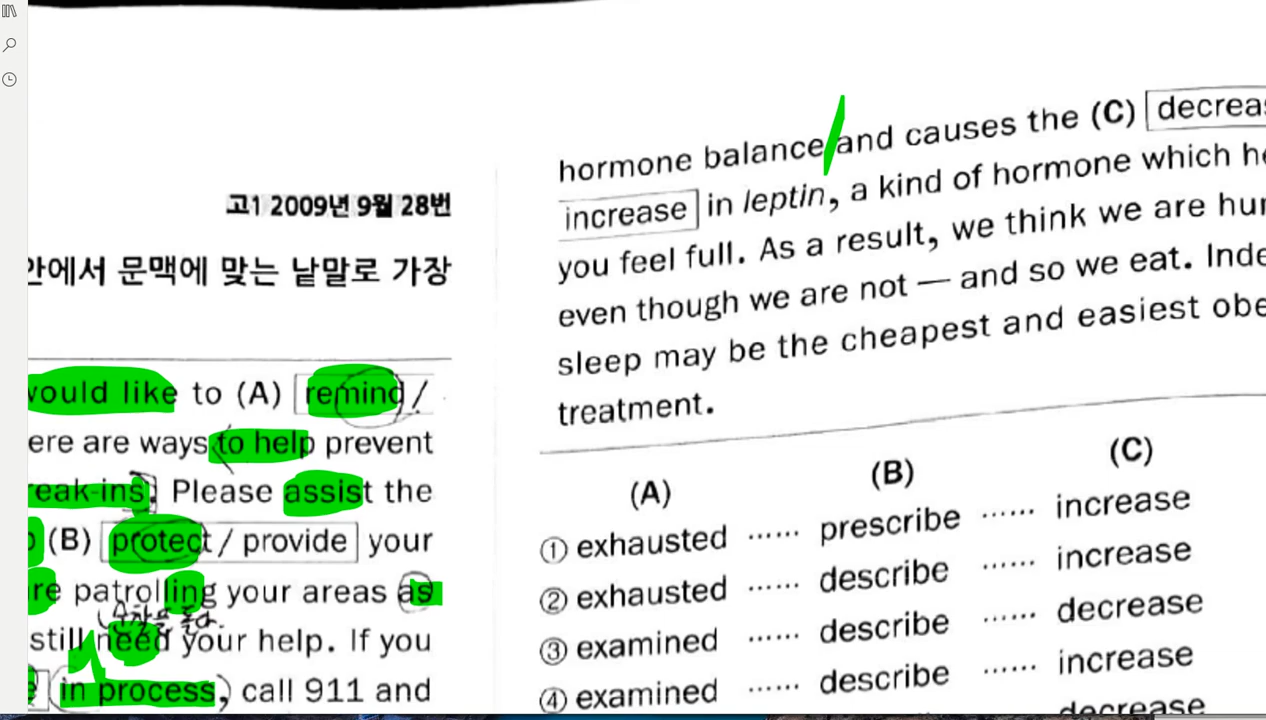 고1 2009년 9월 28번
안에서 문맥에 맞는 낱말로 가장
would like to (A) remind /
ere are ways to help prevent
reak-ins. Please assist the
(B) protect / provide your
re patrolling your areas as
still need your help. If you
in process, call 911 and
hormone balance and causes the (C) decreas
increase in leptin, a kind of hormone which he
you feel full. As a result, we think we are hun
even though we are not — and so we eat. Inde
sleep may be the cheapest and easiest obe
treatment.
(A) (B) (C)
① exhausted ······ prescribe ······ increase
② exhausted ······ describe ······ increase
③ examined ······ describe ······ decrease
④ examined ······ describe ······ increase
decrease